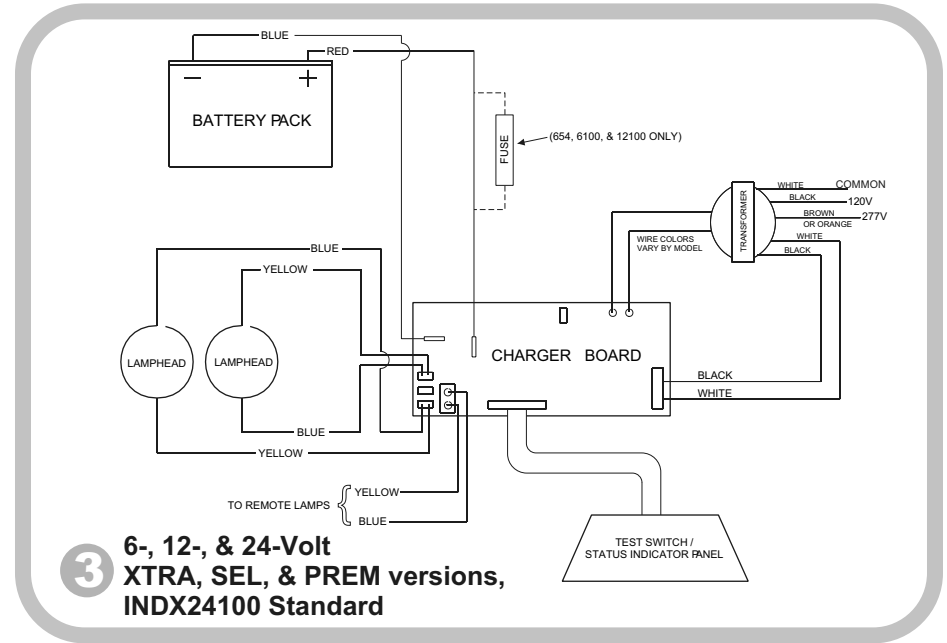 BLUE
RED
− +
BATTERY PACK
FUSE
(654, 6100, & 12100 ONLY)
TRANSFORMER
WHITE COMMON
BLACK 120V
BROWN 277V
OR ORANGE
WHITE
BLACK
WIRE COLORS
VARY BY MODEL
BLUE
YELLOW
LAMPHEAD
LAMPHEAD
CHARGER BOARD
BLACK
WHITE
BLUE
YELLOW
TO REMOTE LAMPS
YELLOW
BLUE
TEST SWITCH /
STATUS INDICATOR PANEL
3
6-, 12-, & 24-Volt
XTRA, SEL, & PREM versions,
INDX24100 Standard